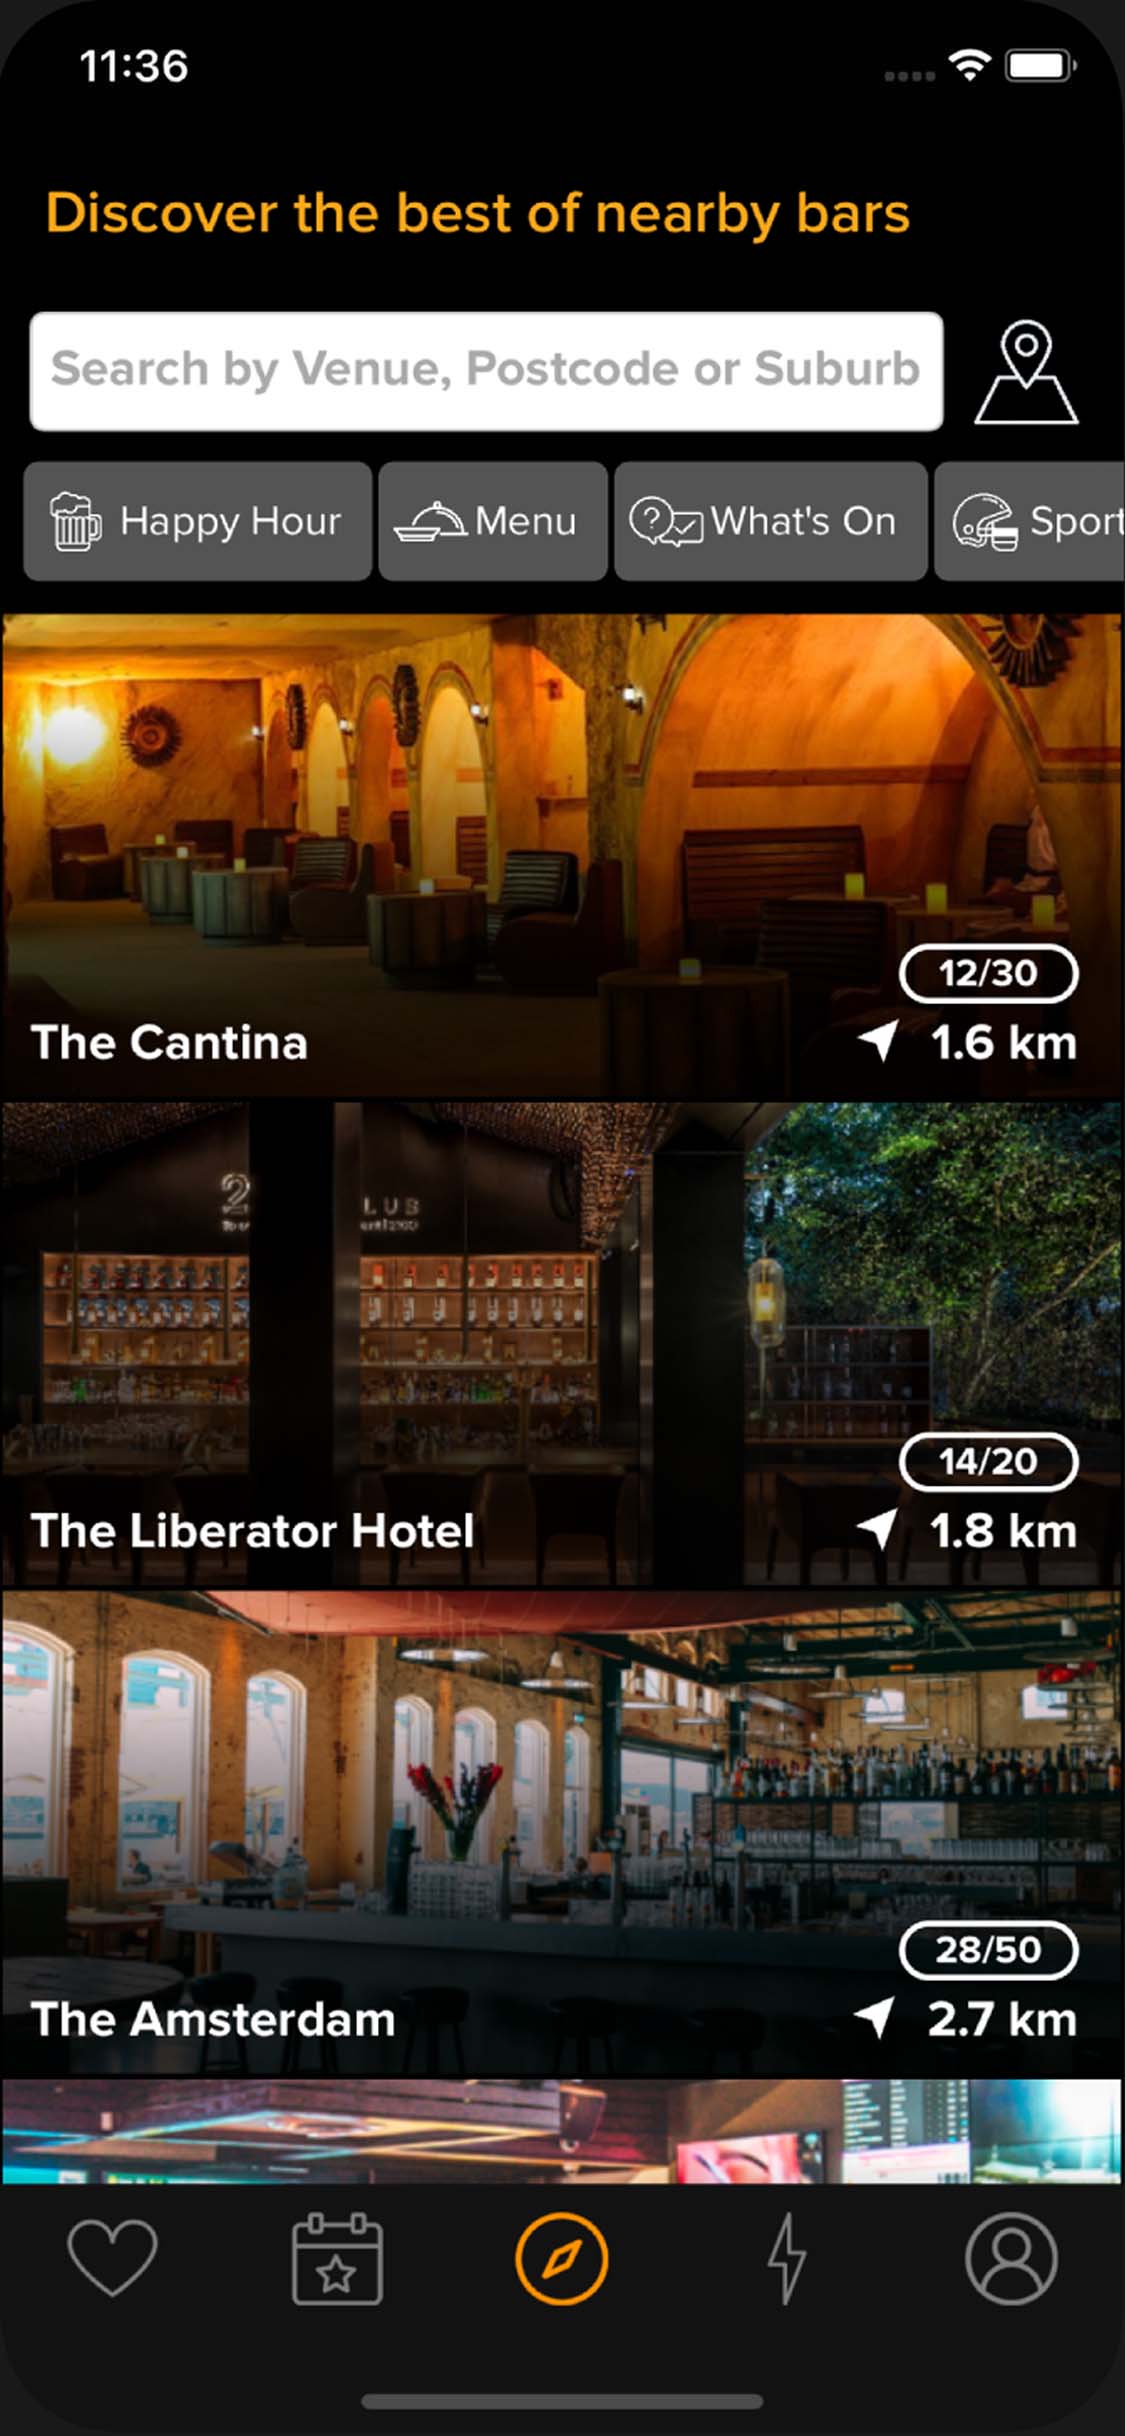 11:36
Discover the best of nearby bars
Search by Venue, Postcode or Suburb
Happy Hour
Menu
What's On
Sport
12/30
The Cantina
1.6 km
2
LUB
14/20
The Liberator Hotel
1.8 km
28/50
The Amsterdam
2.7 km